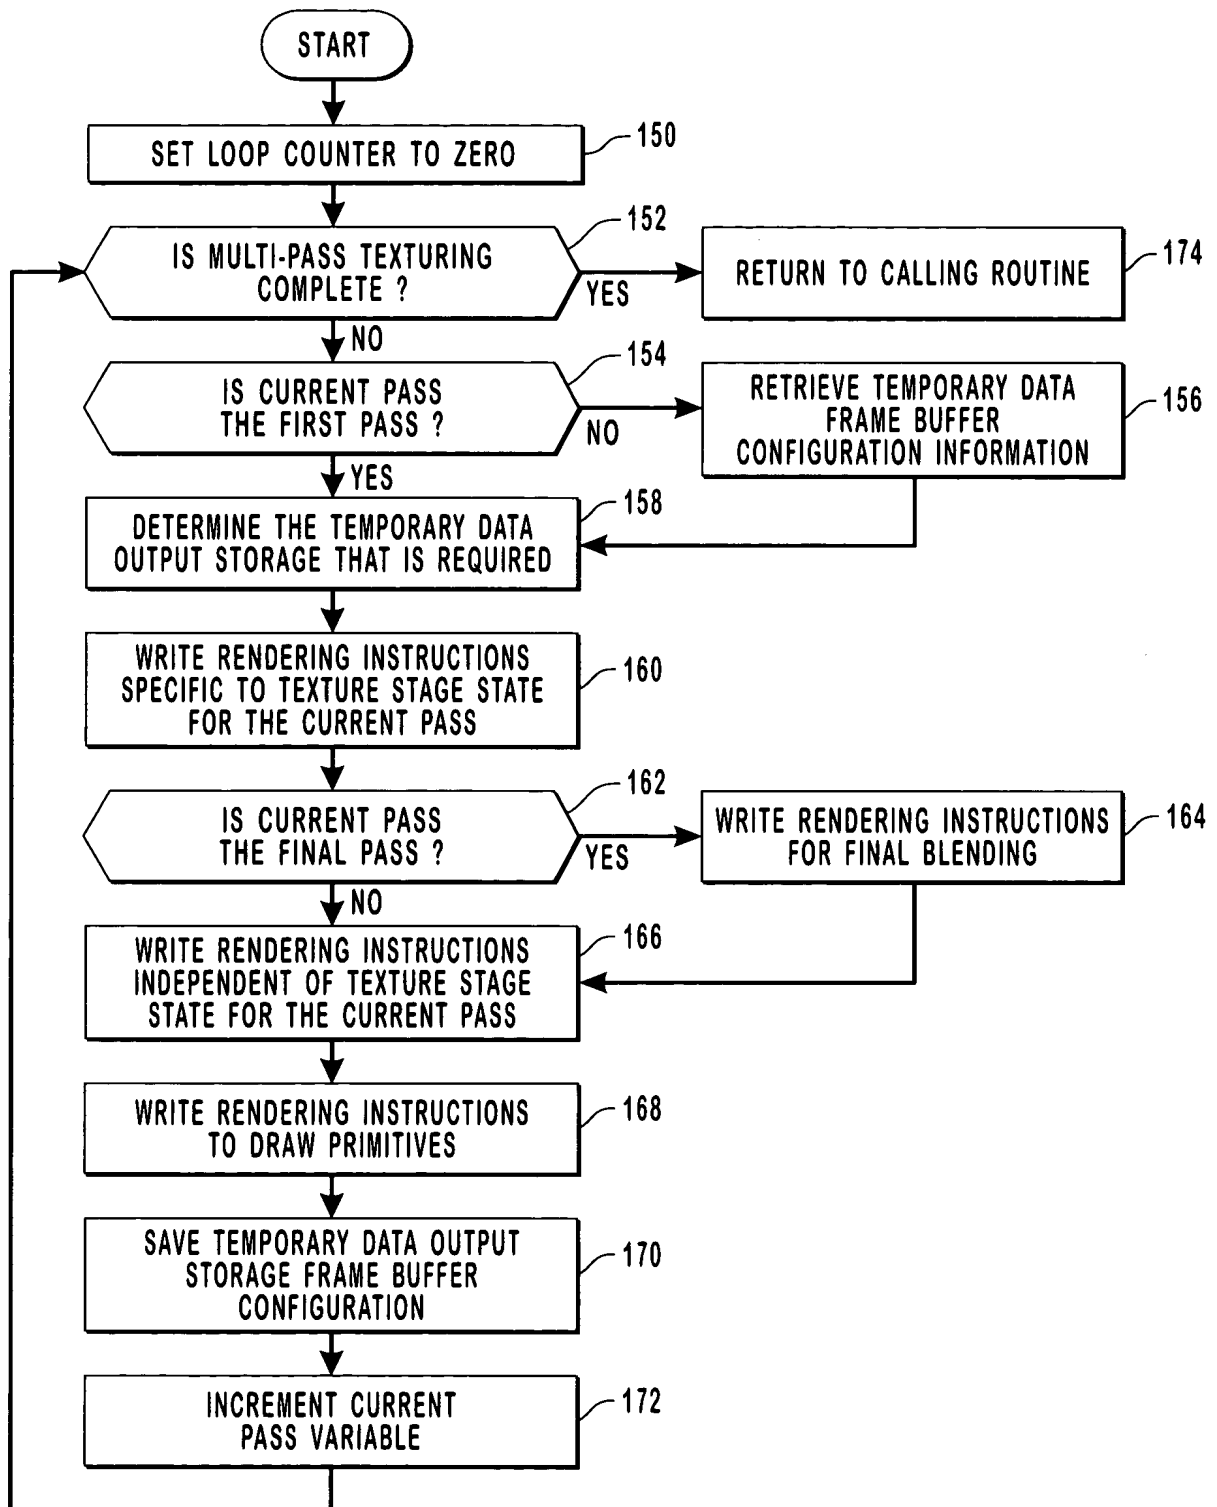 START
SET LOOP COUNTER TO ZERO
150
IS MULTI-PASS TEXTURING
COMPLETE ?
152
YES
NO
RETURN TO CALLING ROUTINE
174
IS CURRENT PASS
THE FIRST PASS ?
154
NO
YES
RETRIEVE TEMPORARY DATA
FRAME BUFFER
CONFIGURATION INFORMATION
156
DETERMINE THE TEMPORARY DATA
OUTPUT STORAGE THAT IS REQUIRED
158
WRITE RENDERING INSTRUCTIONS
SPECIFIC TO TEXTURE STAGE STATE
FOR THE CURRENT PASS
160
IS CURRENT PASS
THE FINAL PASS ?
162
YES
NO
WRITE RENDERING INSTRUCTIONS
FOR FINAL BLENDING
164
WRITE RENDERING INSTRUCTIONS
INDEPENDENT OF TEXTURE STAGE
STATE FOR THE CURRENT PASS
166
WRITE RENDERING INSTRUCTIONS
TO DRAW PRIMITIVES
168
SAVE TEMPORARY DATA OUTPUT
STORAGE FRAME BUFFER
CONFIGURATION
170
INCREMENT CURRENT
PASS VARIABLE
172